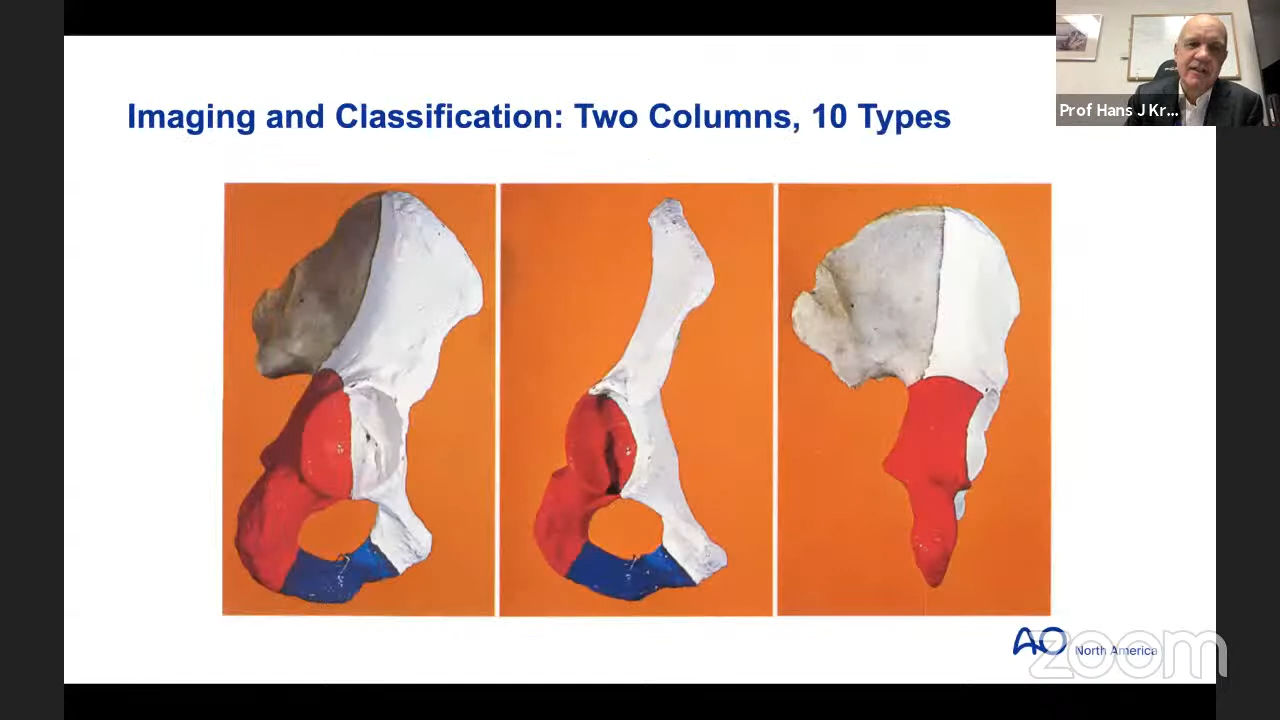 Imaging and Classification: Two Columns, 10 Types
Prof Hans J Kr...
AO
North America
zoom